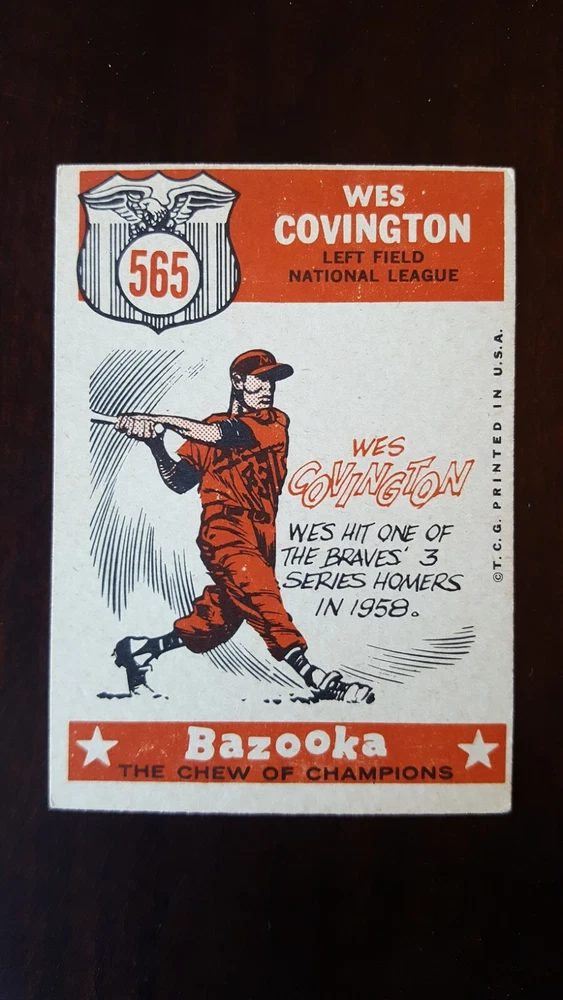 565
WES
COVINGTON
LEFT FIELD
NATIONAL LEAGUE
WES
COVINGTON
WES HIT ONE OF
THE BRAVES' 3
SERIES HOMERS
IN 1958.
©T.C.G. PRINTED IN U.S.A.
Bazooka
THE CHEW OF CHAMPIONS